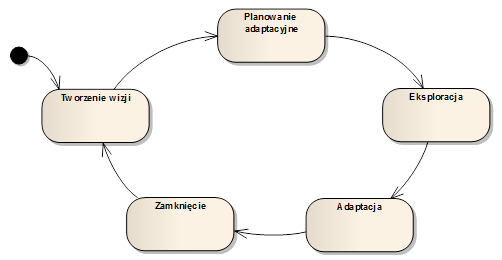 Planowanie
adaptacyjne
Tworzenie wizji
Eksploracja
Zamknięcie
Adaptacja